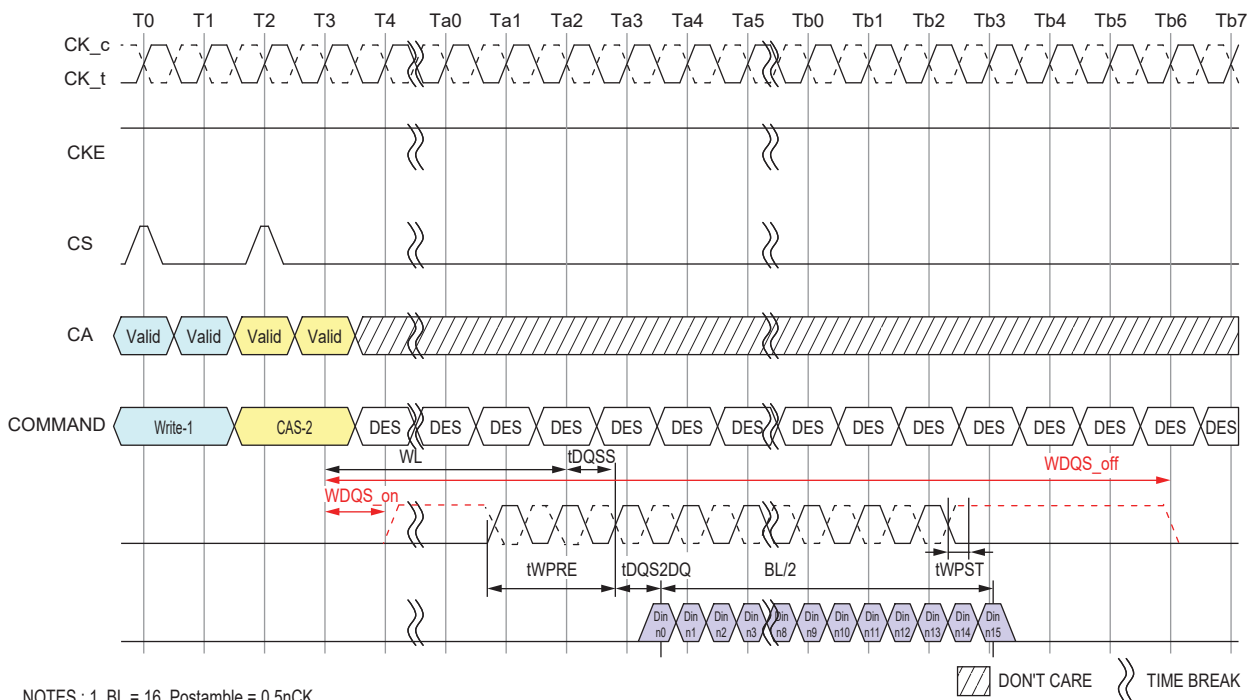 T0 T1 T2 T3 T4 Ta0 Ta1 Ta2 Ta3 Ta4 Ta5 Tb0 Tb1 Tb2 Tb3 Tb4 Tb5 Tb6 Tb7
CK_c
CK_t
CKE
CS
CA Valid Valid Valid Valid
COMMAND Write-1 CAS-2 DES DES DES DES DES DES DES DES DES DES DES DES DES DES DES
WL tDQSS WDQS_off
WDQS_on
tWPRE tDQS2DQ BL/2 tWPST
Din n0 Din n1 Din n2 Din n3 Din n8 Din n9 Din n10 Din n11 Din n12 Din n13 Din n14 Din n15
DON'T CARE TIME BREAK
NOTES : 1. BL = 16, Postamble = 0.5nCK